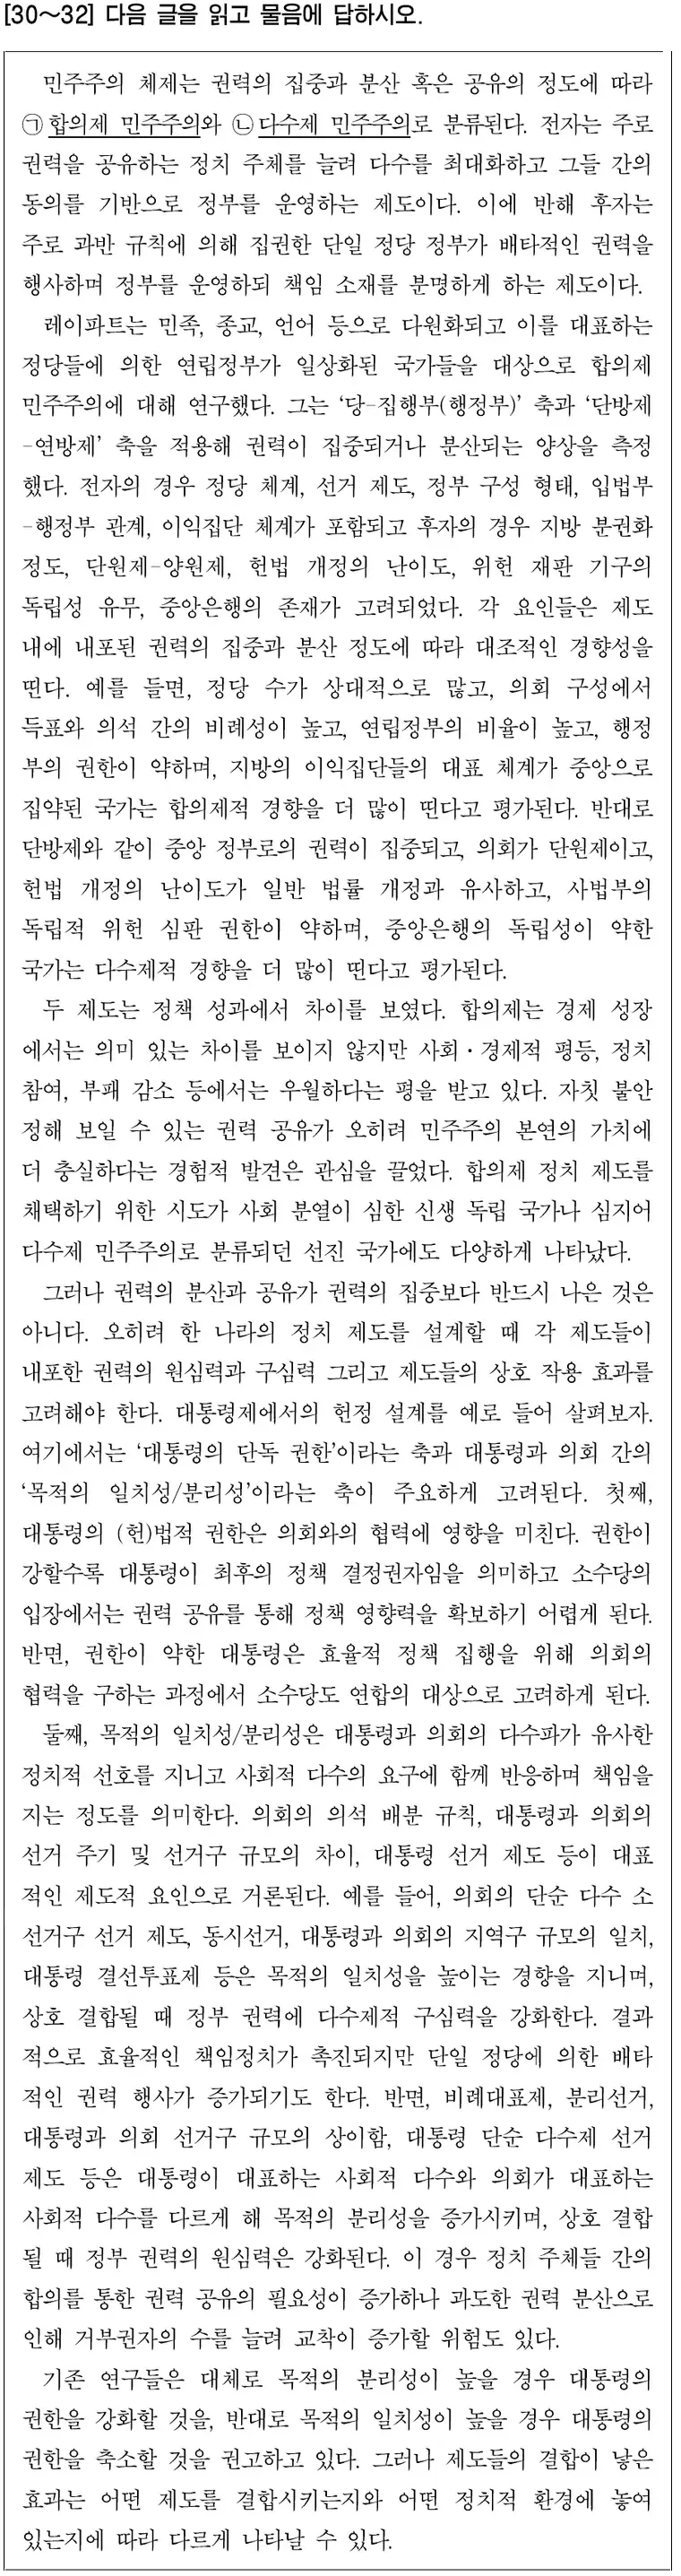 [30～32] 다음 글을 읽고 물음에 답하시오.
민주주의 체제는 권력의 집중과 분산 혹은 공유의 정도에 따라
㉠합의제 민주주의와 ㉡다수제 민주주의로 분류된다. 전자는 주로
권력을 공유하는 정치 주체를 늘려 다수를 최대화하고 그들 간의
동의를 기반으로 정부를 운영하는 제도이다. 이에 반해 후자는
주로 과반 규칙에 의해 집권한 단일 정당 정부가 배타적인 권력을
행사하며 정부를 운영하되 책임 소재를 분명하게 하는 제도이다.
레이파트는 민족, 종교, 언어 등으로 다원화되고 이를 대표하는
정당들에 의한 연립정부가 일상화된 국가들을 대상으로 합의제
민주주의에 대해 연구했다. 그는 ‘당-집행부(행정부)’ 축과 ‘단방제
-연방제’ 축을 적용해 권력이 집중되거나 분산되는 양상을 측정
했다. 전자의 경우 정당 체계, 선거 제도, 정부 구성 형태, 입법부
-행정부 관계, 이익집단 체계가 포함되고 후자의 경우 지방 분권화
정도, 단원제-양원제, 헌법 개정의 난이도, 위헌 재판 기구의
독립성 유무, 중앙은행의 존재가 고려되었다. 각 요인들은 제도
내에 내포된 권력의 집중과 분산 정도에 따라 대조적인 경향성을
띤다. 예를 들면, 정당 수가 상대적으로 많고, 의회 구성에서
득표와 의석 간의 비례성이 높고, 연립정부의 비율이 높고, 행정
부의 권한이 약하며, 지방의 이익집단들의 대표 체계가 중앙으로
집약된 국가는 합의제적 경향을 더 많이 띤다고 평가된다. 반대로
단방제와 같이 중앙 정부로의 권력이 집중되고, 의회가 단원제이고,
헌법 개정의 난이도가 일반 법률 개정과 유사하고, 사법부의
독립적 위헌 심판 권한이 약하며, 중앙은행의 독립성이 약한
국가는 다수제적 경향을 더 많이 띤다고 평가된다.
두 제도는 정책 성과에서 차이를 보였다. 합의제는 경제 성장
에서는 의미 있는 차이를 보이지 않지만 사회·경제적 평등, 정치
참여, 부패 감소 등에서는 우월하다는 평을 받고 있다. 자칫 불안
정해 보일 수 있는 권력 공유가 오히려 민주주의 본연의 가치에
더 충실하다는 경험적 발견은 관심을 끌었다. 합의제 정치 제도를
채택하기 위한 시도가 사회 분열이 심한 신생 독립 국가나 심지어
다수제 민주주의로 분류되던 선진 국가에도 다양하게 나타났다.
그러나 권력의 분산과 공유가 권력의 집중보다 반드시 나은 것은
아니다. 오히려 한 나라의 정치 제도를 설계할 때 각 제도들이
내포한 권력의 원심력과 구심력 그리고 제도들의 상호 작용 효과를
고려해야 한다. 대통령제에서의 헌정 설계를 예로 들어 살펴보자.
여기에서는 ‘대통령의 단독 권한’이라는 축과 대통령과 의회 간의
‘목적의 일치성/분리성’이라는 축이 주요하게 고려된다. 첫째,
대통령의 (헌)법적 권한은 의회와의 협력에 영향을 미친다. 권한이
강할수록 대통령이 최후의 정책 결정권자임을 의미하고 소수당의
입장에서는 권력 공유를 통해 정책 영향력을 확보하기 어렵게 된다.
반면, 권한이 약한 대통령은 효율적 정책 집행을 위해 의회의
협력을 구하는 과정에서 소수당도 연합의 대상으로 고려하게 된다.
둘째, 목적의 일치성/분리성은 대통령과 의회의 다수파가 유사한
정치적 선호를 지니고 사회적 다수의 요구에 함께 반응하며 책임을
지는 정도를 의미한다. 의회의 의석 배분 규칙, 대통령과 의회의
선거 주기 및 선거구 규모의 차이, 대통령 선거 제도 등이 대표
적인 제도적 요인으로 거론된다. 예를 들어, 의회의 단순 다수 소
선거구 선거 제도, 동시선거, 대통령과 의회의 지역구 규모의 일치,
대통령 결선투표제 등은 목적의 일치성을 높이는 경향을 지니며,
상호 결합될 때 정부 권력에 다수제적 구심력을 강화한다. 결과
적으로 효율적인 책임정치가 촉진되지만 단일 정당에 의한 배타
적인 권력 행사가 증가되기도 한다. 반면, 비례대표제, 분리선거,
대통령과 의회 선거구 규모의 상이함, 대통령 단순 다수제 선거
제도 등은 대통령이 대표하는 사회적 다수와 의회가 대표하는
사회적 다수를 다르게 해 목적의 분리성을 증가시키며, 상호 결합
될 때 정부 권력의 원심력은 강화된다. 이 경우 정치 주체들 간의
합의를 통한 권력 공유의 필요성이 증가하나 과도한 권력 분산으로
인해 거부권자의 수를 늘려 교착이 증가할 위험도 있다.
기존 연구들은 대체로 목적의 분리성이 높을 경우 대통령의
권한을 강화할 것을, 반대로 목적의 일치성이 높을 경우 대통령의
권한을 축소할 것을 권고하고 있다. 그러나 제도들의 결합이 낳은
효과는 어떤 제도를 결합시키는지와 어떤 정치적 환경에 놓여
있는지에 따라 다르게 나타날 수 있다.